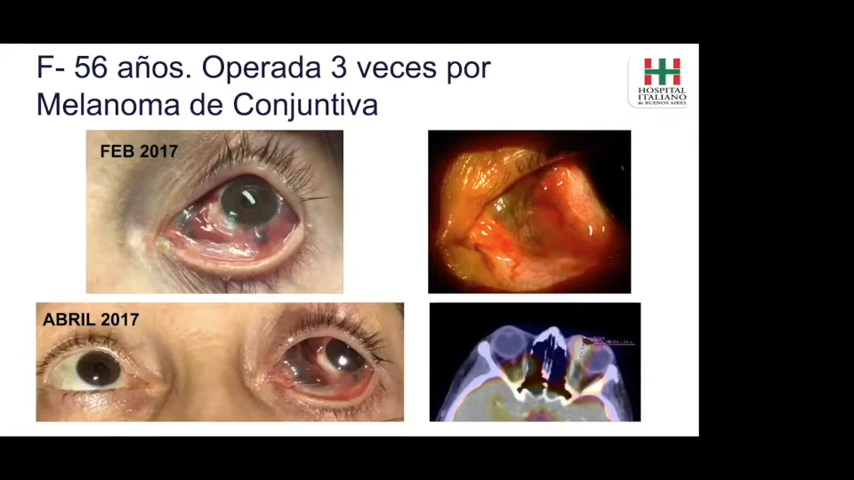 F- 56 años. Operada 3 veces por
Melanoma de Conjuntiva
HOSPITAL
ITALIANO
de BUENOS AIRES
FEB 2017
ABRIL 2017